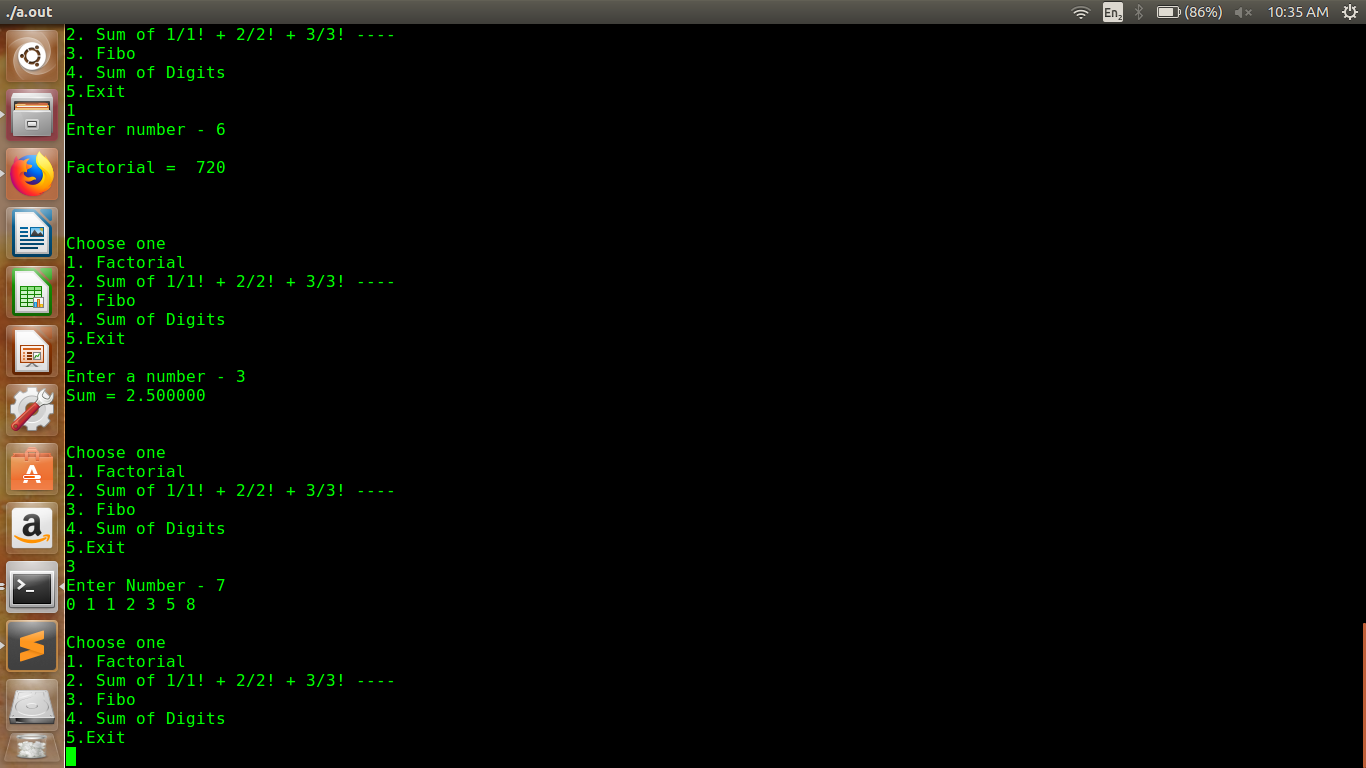 ./a.out
En2 (86%) 10:35 AM
2. Sum of 1/1! + 2/2! + 3/3! ----
3. Fibo
4. Sum of Digits
5.Exit
1
Enter number - 6
Factorial =  720
Choose one
1. Factorial
2. Sum of 1/1! + 2/2! + 3/3! ----
3. Fibo
4. Sum of Digits
5.Exit
2
Enter a number - 3
Sum = 2.500000
Choose one
1. Factorial
2. Sum of 1/1! + 2/2! + 3/3! ----
3. Fibo
4. Sum of Digits
5.Exit
3
Enter Number - 7
0 1 1 2 3 5 8
Choose one
1. Factorial
2. Sum of 1/1! + 2/2! + 3/3! ----
3. Fibo
4. Sum of Digits
5.Exit